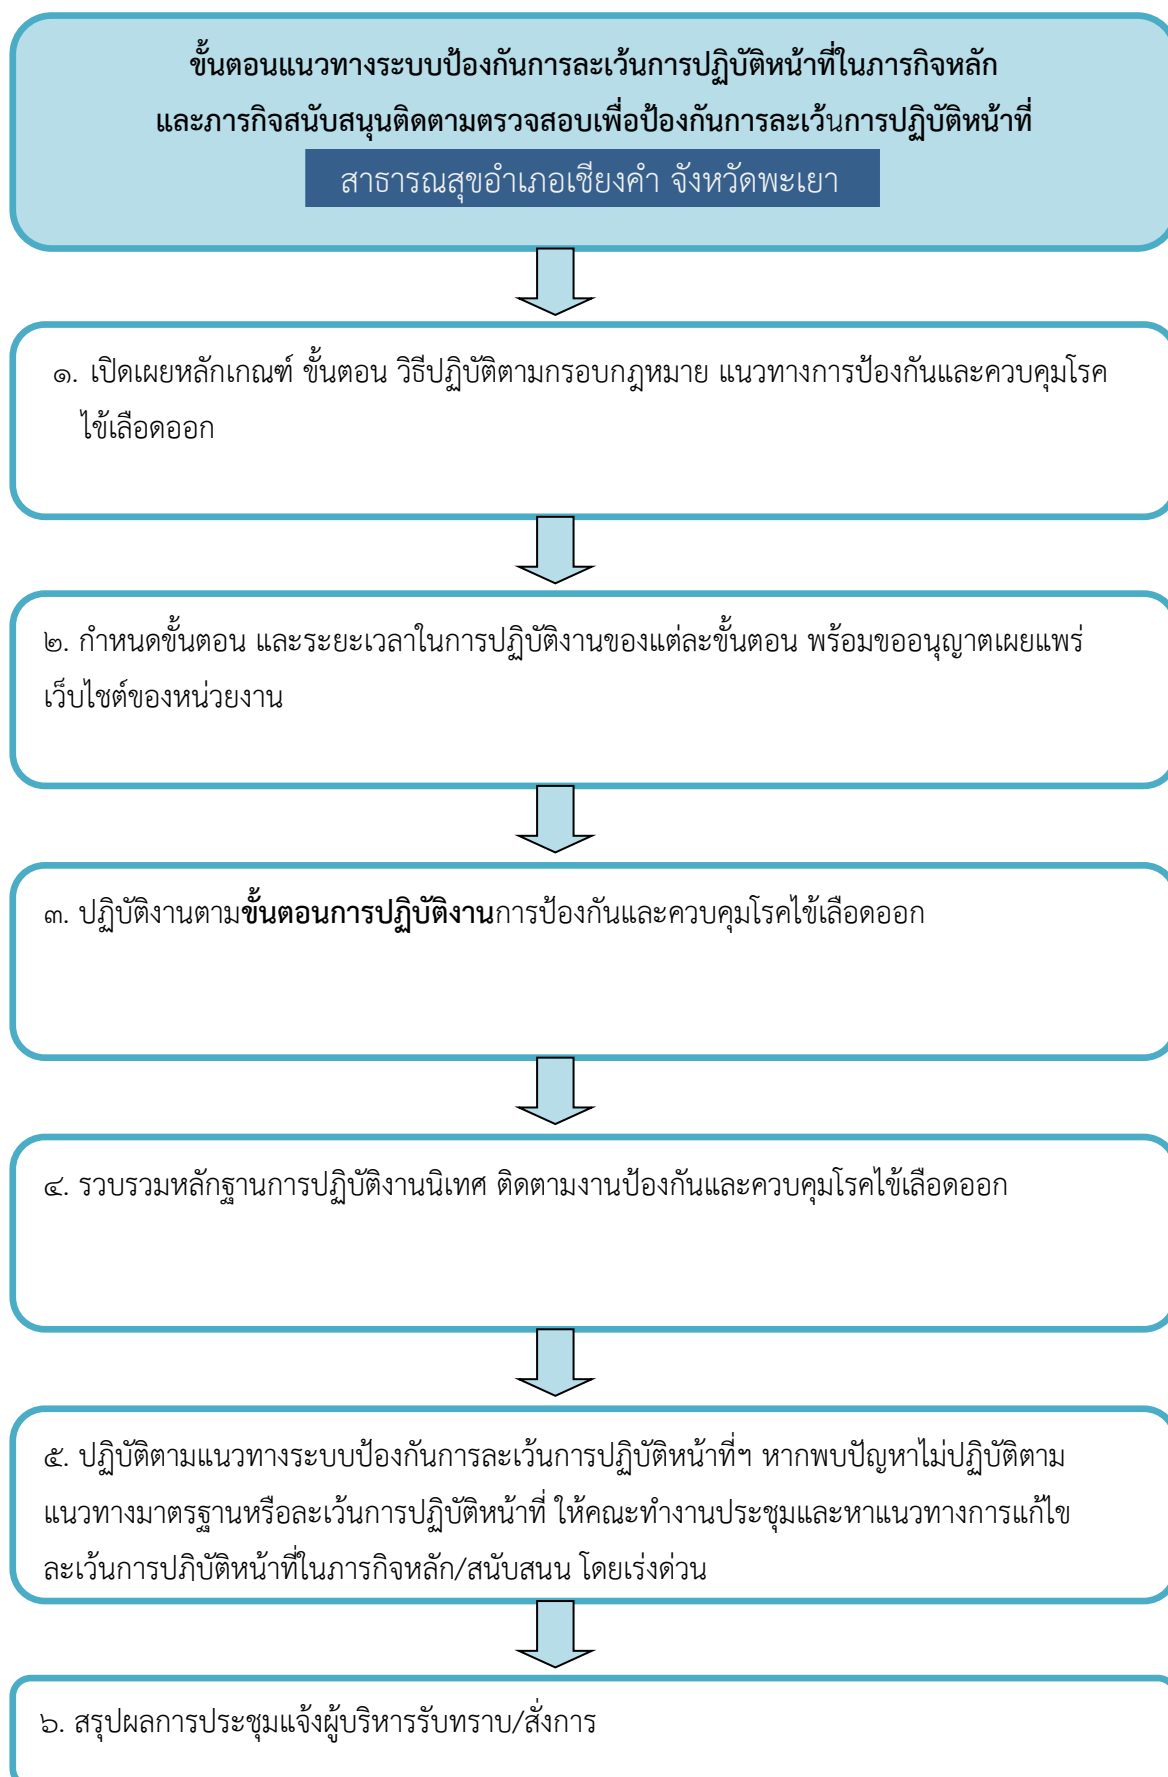 ขั้นตอนแนวทางระบบป้องกันการละเว้นการปฏิบัติหน้าที่ในภารกิจหลัก
และภารกิจสนับสนุนติดตามตรวจสอบเพื่อป้องกันการละเว้นการปฏิบัติหน้าที่
สาธารณสุขอำเภอเชียงคำ จังหวัดพะเยา
๑. เปิดเผยหลักเกณฑ์ ขั้นตอน วิธีปฏิบัติตามกรอบกฎหมาย แนวทางการป้องกันและควบคุมโรค
ไข้เลือดออก
๒. กำหนดขั้นตอน และระยะเวลาในการปฏิบัติงานของแต่ละขั้นตอน พร้อมขออนุญาตเผยแพร่
เว็บไซต์ของหน่วยงาน
๓. ปฏิบัติงานตามขั้นตอนการปฏิบัติงานการป้องกันและควบคุมโรคไข้เลือดออก
๔. รวบรวมหลักฐานการปฏิบัติงานนิเทศ ติดตามงานป้องกันและควบคุมโรคไข้เลือดออก
๕. ปฏิบัติตามแนวทางระบบป้องกันการละเว้นการปฏิบัติหน้าที่ฯ หากพบปัญหาไม่ปฏิบัติตาม
แนวทางมาตรฐานหรือละเว้นการปฏิบัติหน้าที่ ให้คณะทำงานประชุมและหาแนวทางการแก้ไข
ละเว้นการปฏิบัติหน้าที่ในภารกิจหลัก/สนับสนุน โดยเร่งด่วน
๖. สรุปผลการประชุมแจ้งผู้บริหารรับทราบ/สั่งการ